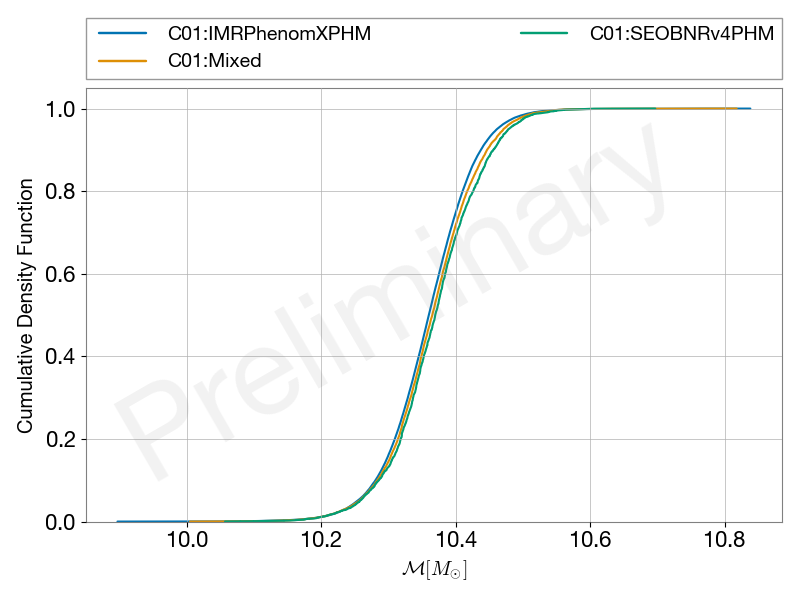 C01:IMRPhenomXPHM
C01:Mixed
C01:SEOBNRv4PHM
1.0
0.8
0.6
0.4
0.2
0.0
Cumulative Density Function
Preliminary
10.0 10.2 10.4 10.6 10.8
ℳ[M⊙]